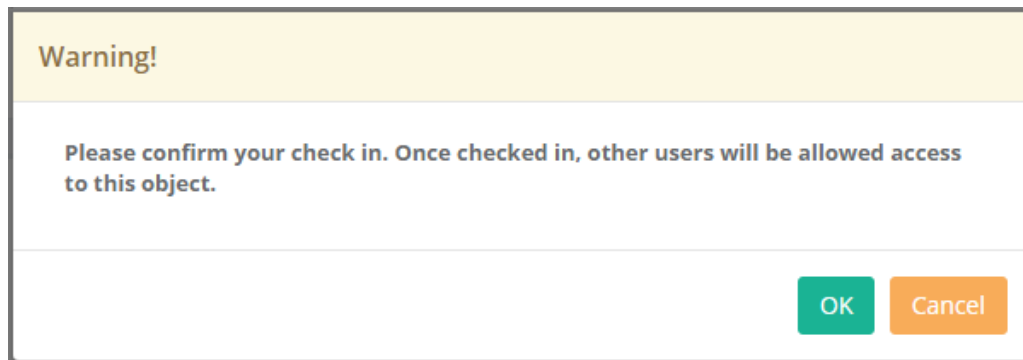 Warning!
Please confirm your check in. Once checked in, other users will be allowed access
to this object.
OK
Cancel